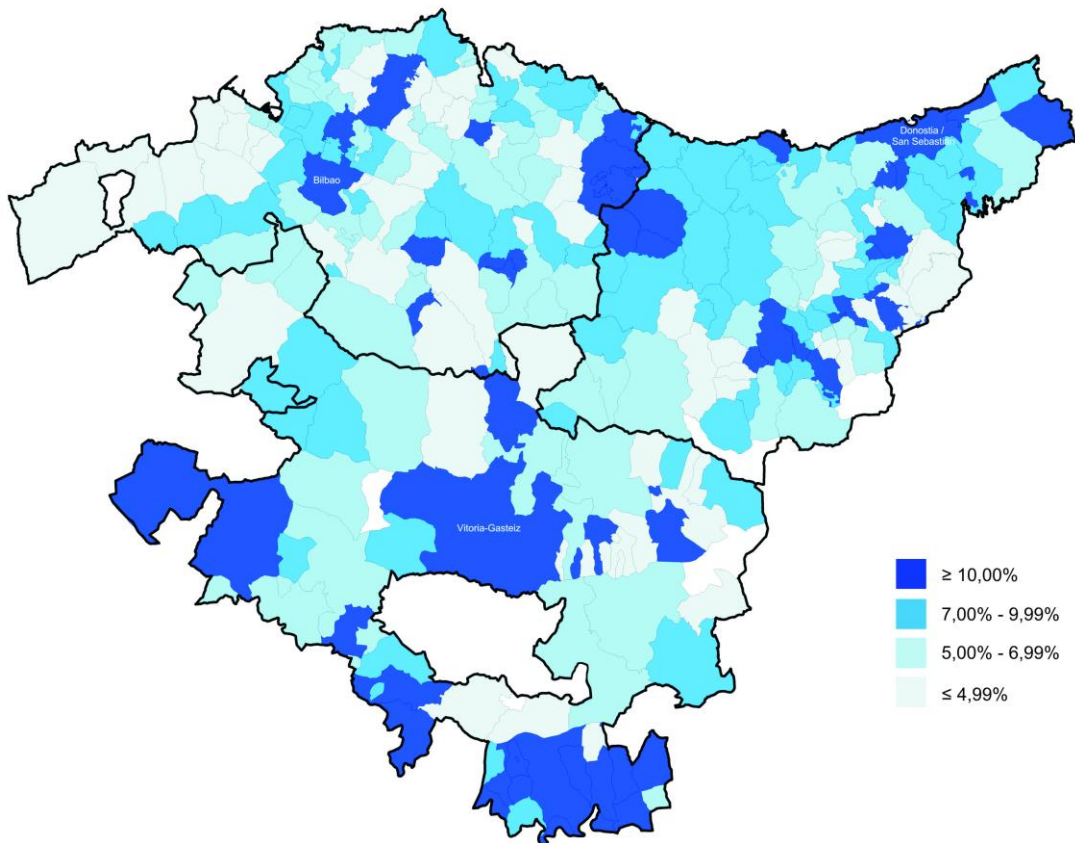 Donostia /
San Sebastián
Bilbao
Vitoria-Gasteiz
≥ 10,00%
7,00% - 9,99%
5,00% - 6,99%
≤ 4,99%